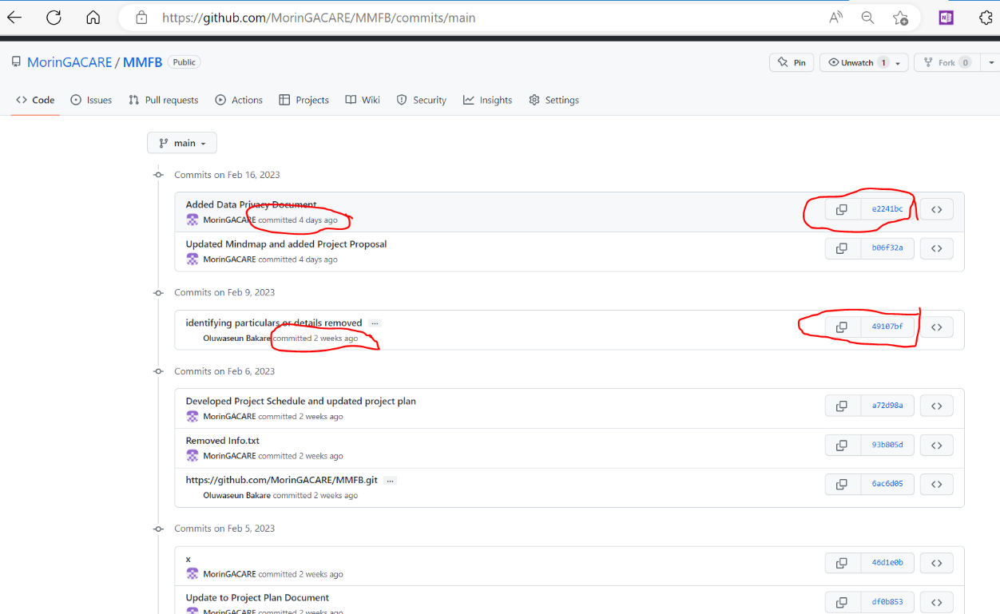 https://github.com/MorinGACARE/MMFB/commits/main
MorinGACARE / MMFB Public Pin Unwatch 1 Fork 0
Code Issues Pull requests Actions Projects Wiki Security Insights Settings
main
Commits on Feb 16, 2023
Added Data Privacy Document
MorinGACARE committed 4 days ago e2241bc
Updated Mindmap and added Project Proposal
MorinGACARE committed 4 days ago b06f32a
Commits on Feb 9, 2023
identifying particulars or details removed ...
Oluwaseun Bakare committed 2 weeks ago 49107bf
Commits on Feb 6, 2023
Developed Project Schedule and updated project plan
MorinGACARE committed 2 weeks ago a72d98a
Removed Info.txt
MorinGACARE committed 2 weeks ago 93b805d
https://github.com/MorinGACARE/MMFB.git ...
Oluwaseun Bakare committed 2 weeks ago 6ac6d05
Commits on Feb 5, 2023
x
MorinGACARE committed 2 weeks ago 46d1e0b
Update to Project Plan Document
MorinGACARE committed 2 weeks ago df0b853